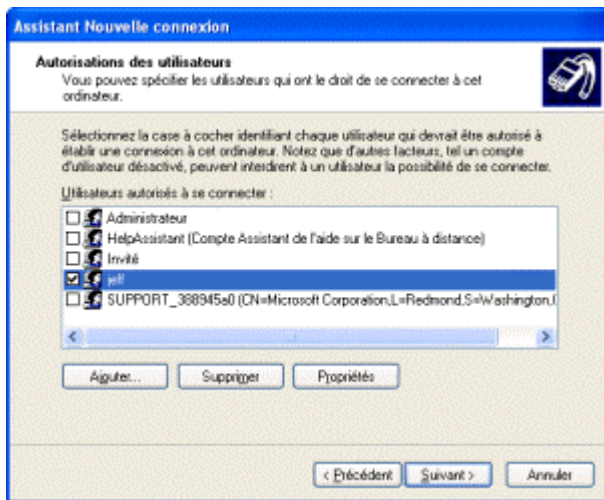 Assistant Nouvelle connexion
Autorisations des utilisateurs
Vous pouvez spécifier les utilisateurs qui ont le droit de se connecter à cet
ordinateur.
Sélectionnez la case à cocher identifiant chaque utilisateur qui devrait être autorisé à
établir une connexion à cet ordinateur. Notez que d'autres facteurs, tel un compte
d'utilisateur désactivé, peuvent interdirent à un utilisateur la possibilité de se connecter.
Utilisateurs autorisés à se connecter :
Administrateur
HelpAssistant (Compte Assistant de l'aide sur le Bureau à distance)
Invité
jeff
SUPPORT_388945a0 (CN=Microsoft Corporation,L=Redmond,S=Washington,
Ajouter... Supprimer Propriétés
< Précédent Suivant > Annuler